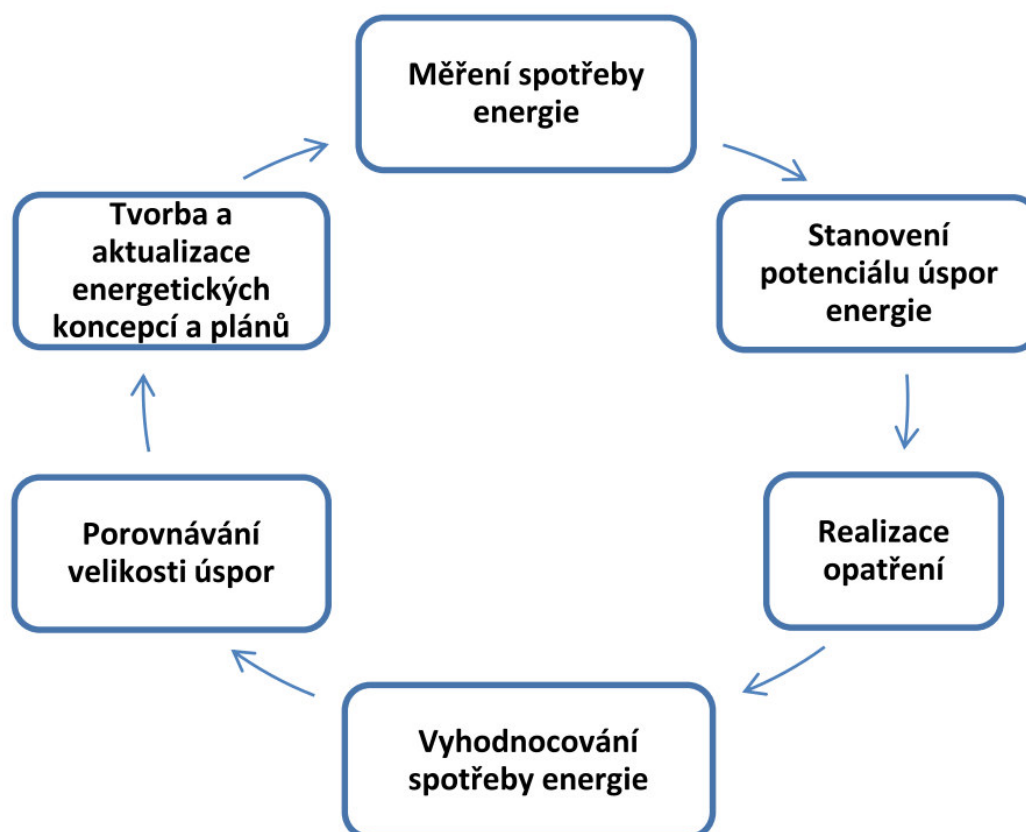 Měření spotřeby
energie
Stanovení
potenciálu úspor
energie
Realizace
opatření
Vyhodnocování
spotřeby energie
Porovnávání
velikosti úspor
Tvorba a
aktualizace
energetických
koncepcí a plánů